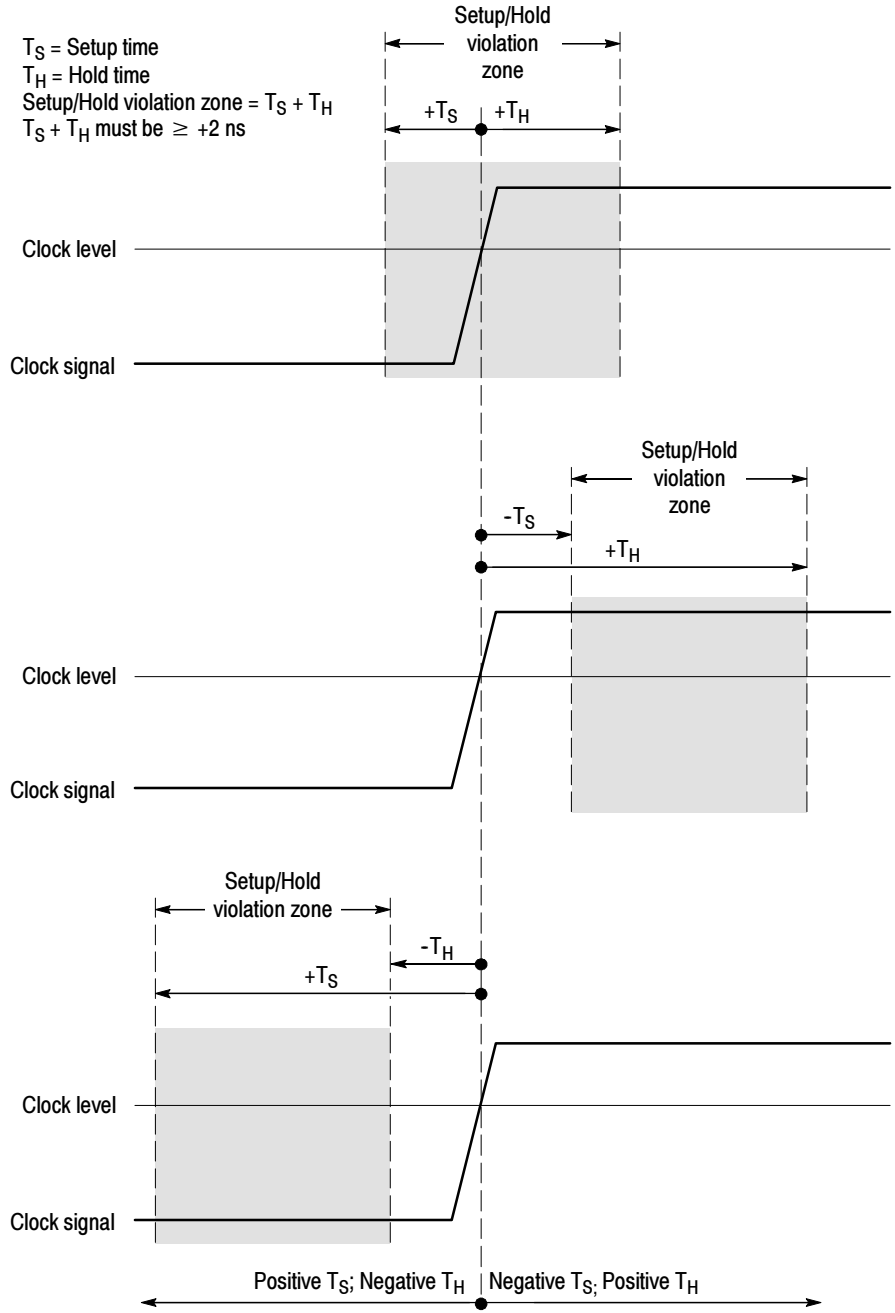 T_S = Setup time
T_H = Hold time
Setup/Hold violation zone = T_S + T_H
T_S + T_H must be ≥ +2 ns
Setup/Hold
violation
zone
+T_S
+T_H
Clock level
Clock signal
Setup/Hold
violation
zone
-T_S
+T_H
Clock level
Clock signal
Setup/Hold
violation zone
-T_H
+T_S
Clock level
Clock signal
Positive T_S; Negative T_H
Negative T_S; Positive T_H